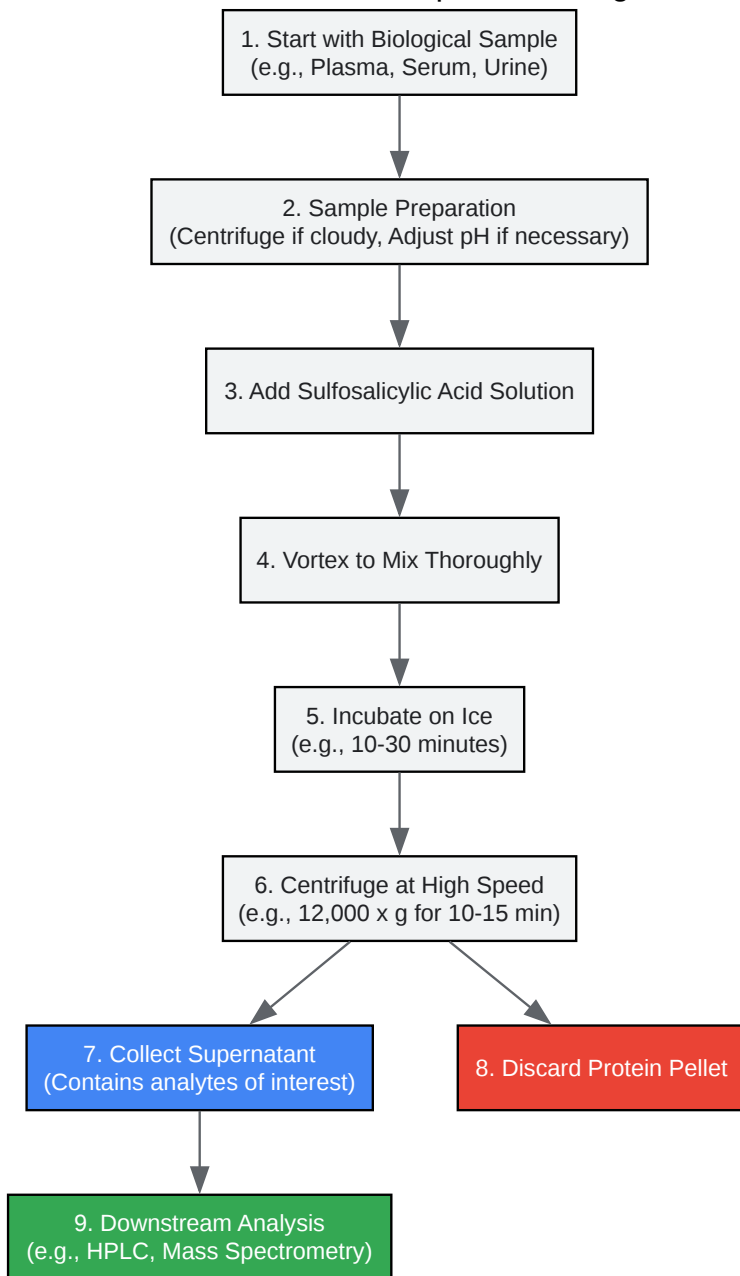 1. Start with Biological Sample
(e.g., Plasma, Serum, Urine)
2. Sample Preparation
(Centrifuge if cloudy, Adjust pH if necessary)
3. Add Sulfosalicylic Acid Solution
4. Vortex to Mix Thoroughly
5. Incubate on Ice
(e.g., 10-30 minutes)
6. Centrifuge at High Speed
(e.g., 12,000 x g for 10-15 min)
7. Collect Supernatant
(Contains analytes of interest)
8. Discard Protein Pellet
9. Downstream Analysis
(e.g., HPLC, Mass Spectrometry)